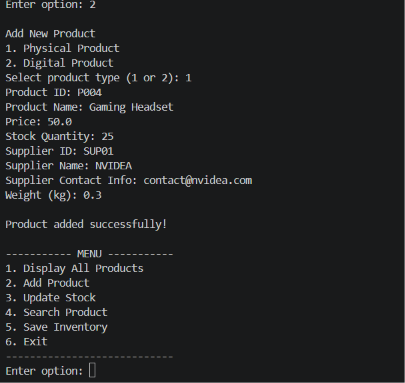 Enter option: 2
Add New Product
1. Physical Product
2. Digital Product
Select product type (1 or 2): 1
Product ID: P004
Product Name: Gaming Headset
Price: 50.0
Stock Quantity: 25
Supplier ID: SUP01
Supplier Name: NVIDEA
Supplier Contact Info: contact@nvidea.com
Weight (kg): 0.3
Product added successfully!
----------- MENU -----------
1. Display All Products
2. Add Product
3. Update Stock
4. Search Product
5. Save Inventory
6. Exit
----------------------------
Enter option: